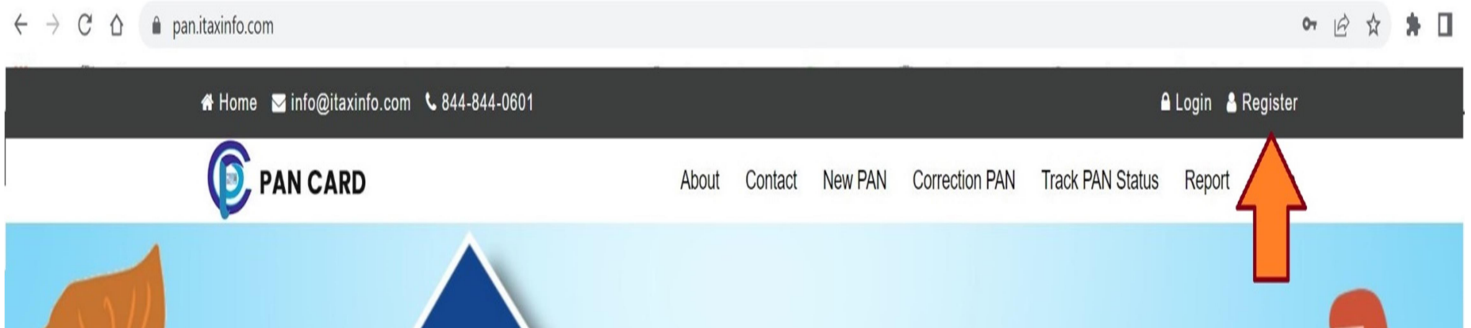 pan.itaxinfo.com
Home info@itaxinfo.com 844-844-0601 Login Register
PAN CARD About Contact New PAN Correction PAN Track PAN Status Report